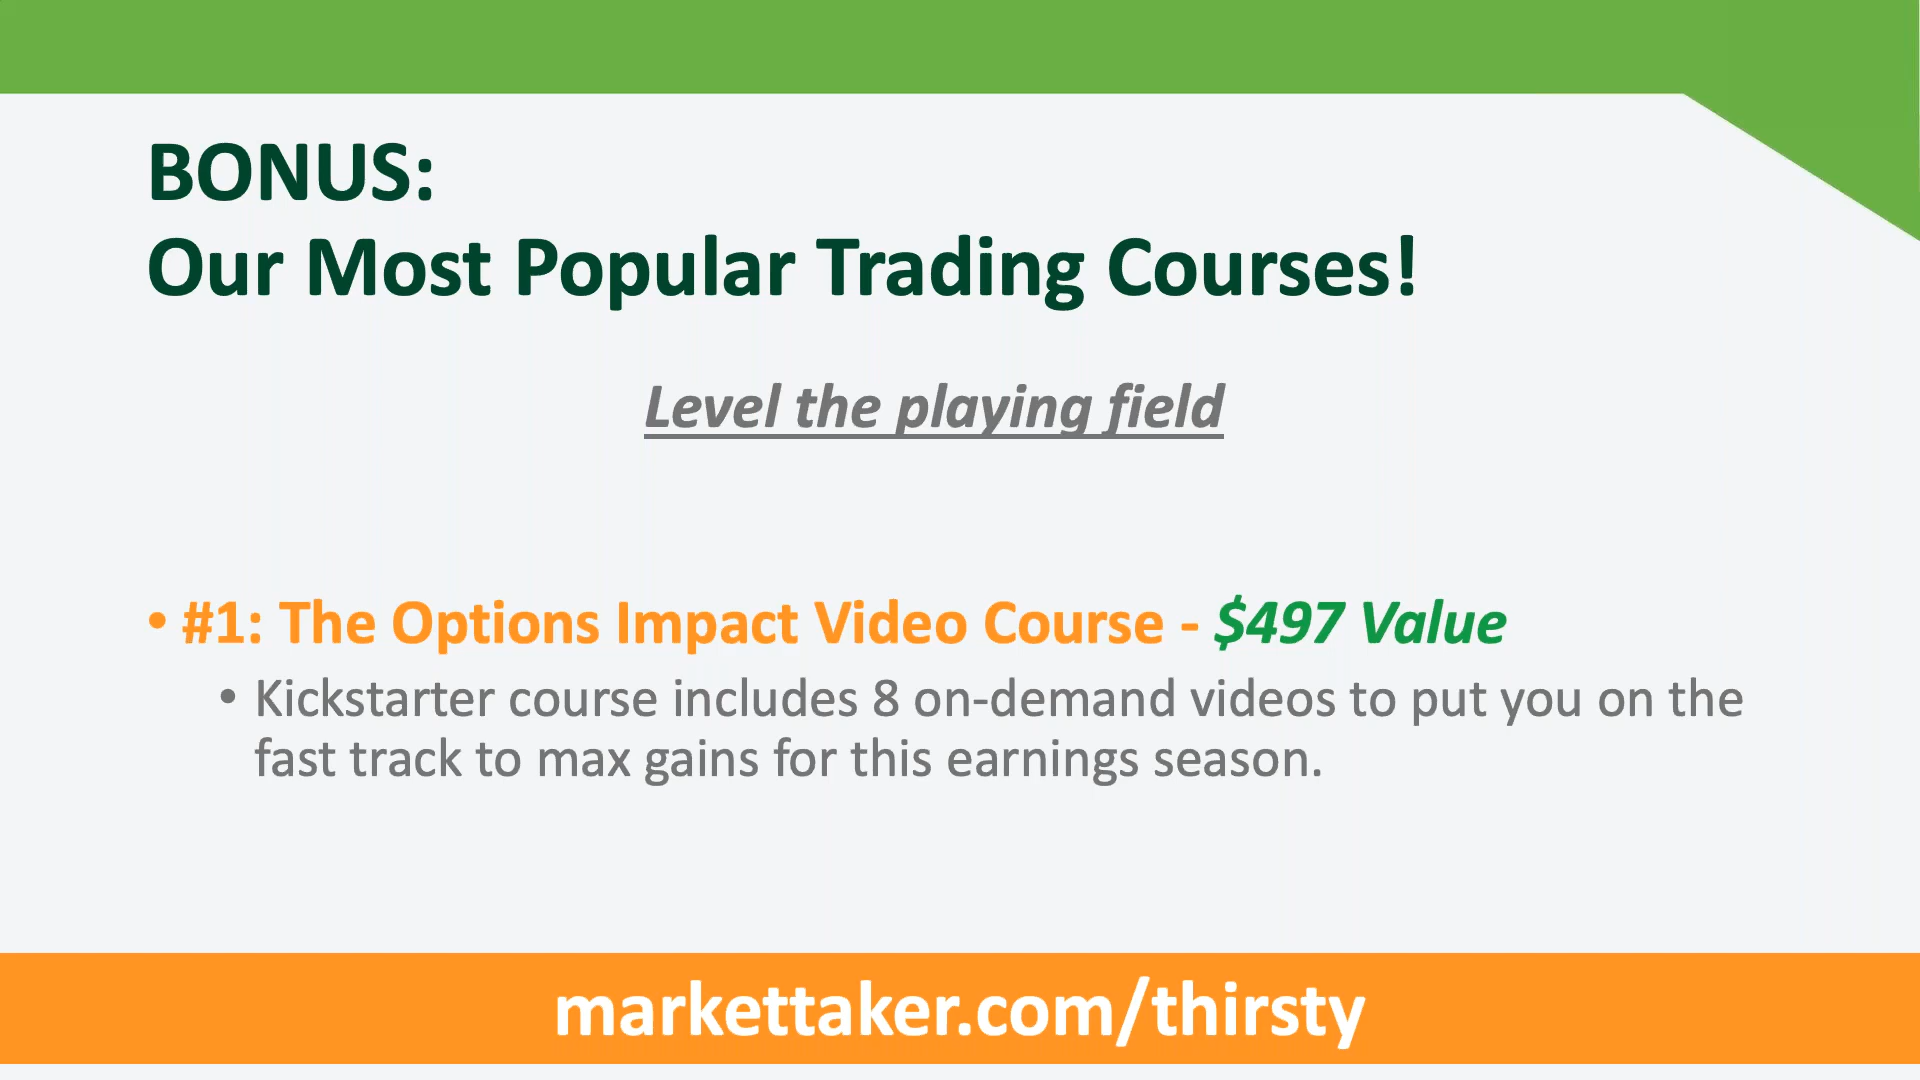 BONUS:
Our Most Popular Trading Courses!
Level the playing field
• #1: The Options Impact Video Course - $497 Value
• Kickstarter course includes 8 on-demand videos to put you on the
fast track to max gains for this earnings season.
markettaker.com/thirsty